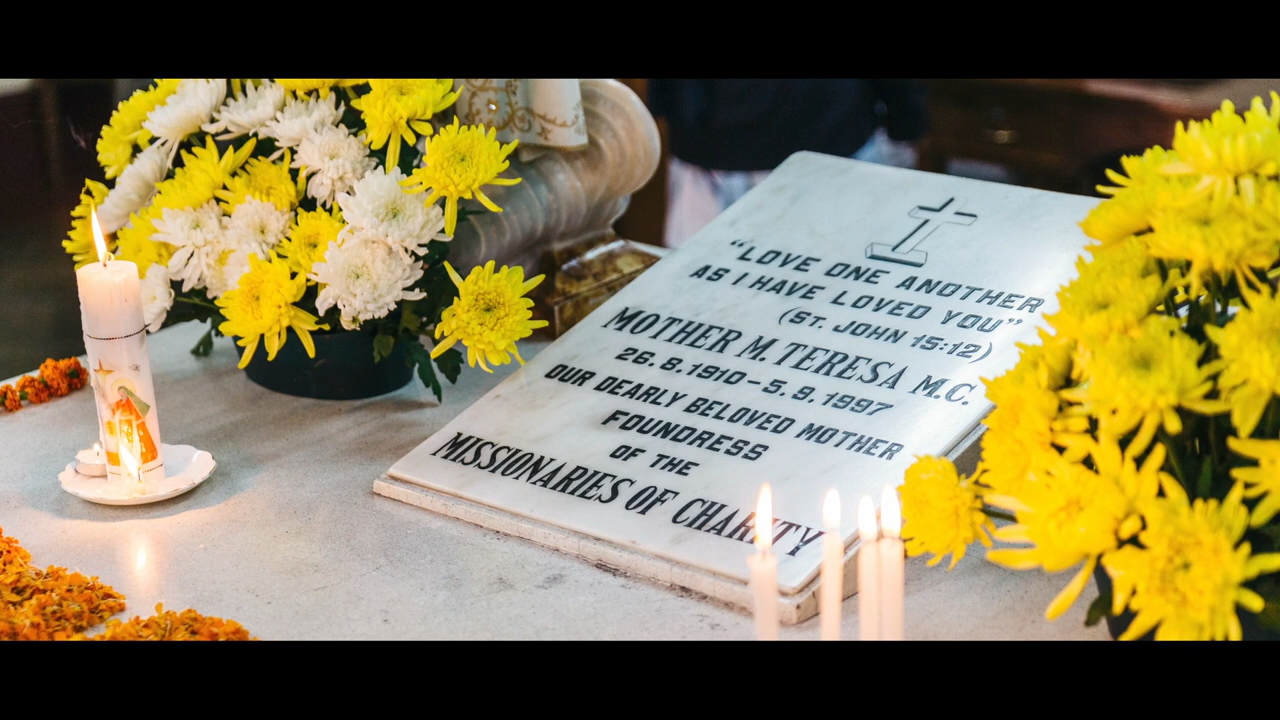 “LOVE ONE ANOTHER
AS I HAVE LOVED YOU”
(ST. JOHN 15:12)
MOTHER M. TERESA M.C.
26.8.1910–5.9.1997
OUR DEARLY BELOVED MOTHER
FOUNDRESS
OF THE
MISSIONARIES OF CHARITY